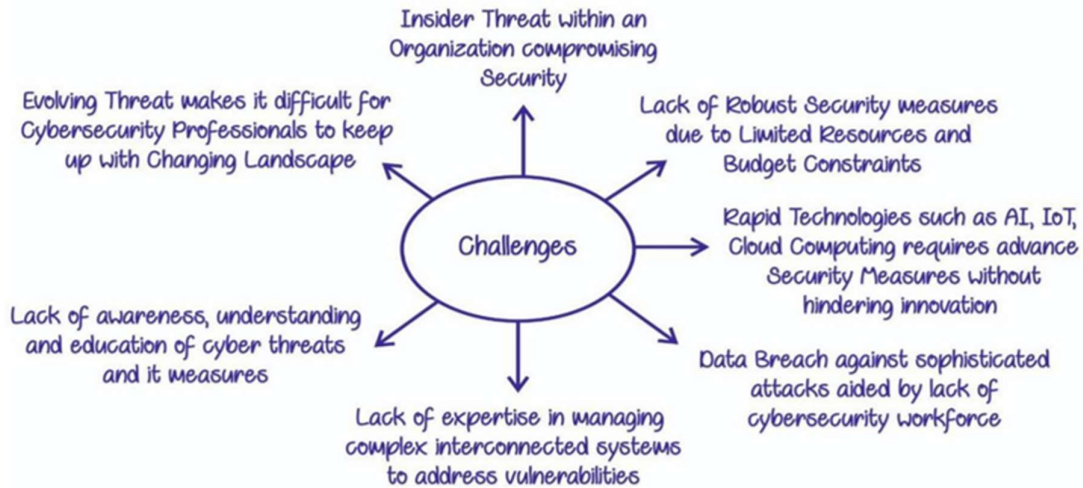 Insider Threat within an
Organization compromising
Security
Evolving Threat makes it difficult for
Cybersecurity Professionals to keep
up with Changing Landscape
Lack of Robust Security measures
due to Limited Resources and
Budget Constraints
Challenges
Rapid Technologies such as AI, IoT,
Cloud Computing requires advance
Security Measures without
hindering innovation
Lack of awareness, understanding
and education of cyber threats
and it measures
Data Breach against sophisticated
attacks aided by lack of
cybersecurity workforce
Lack of expertise in managing
complex interconnected systems
to address vulnerabilities